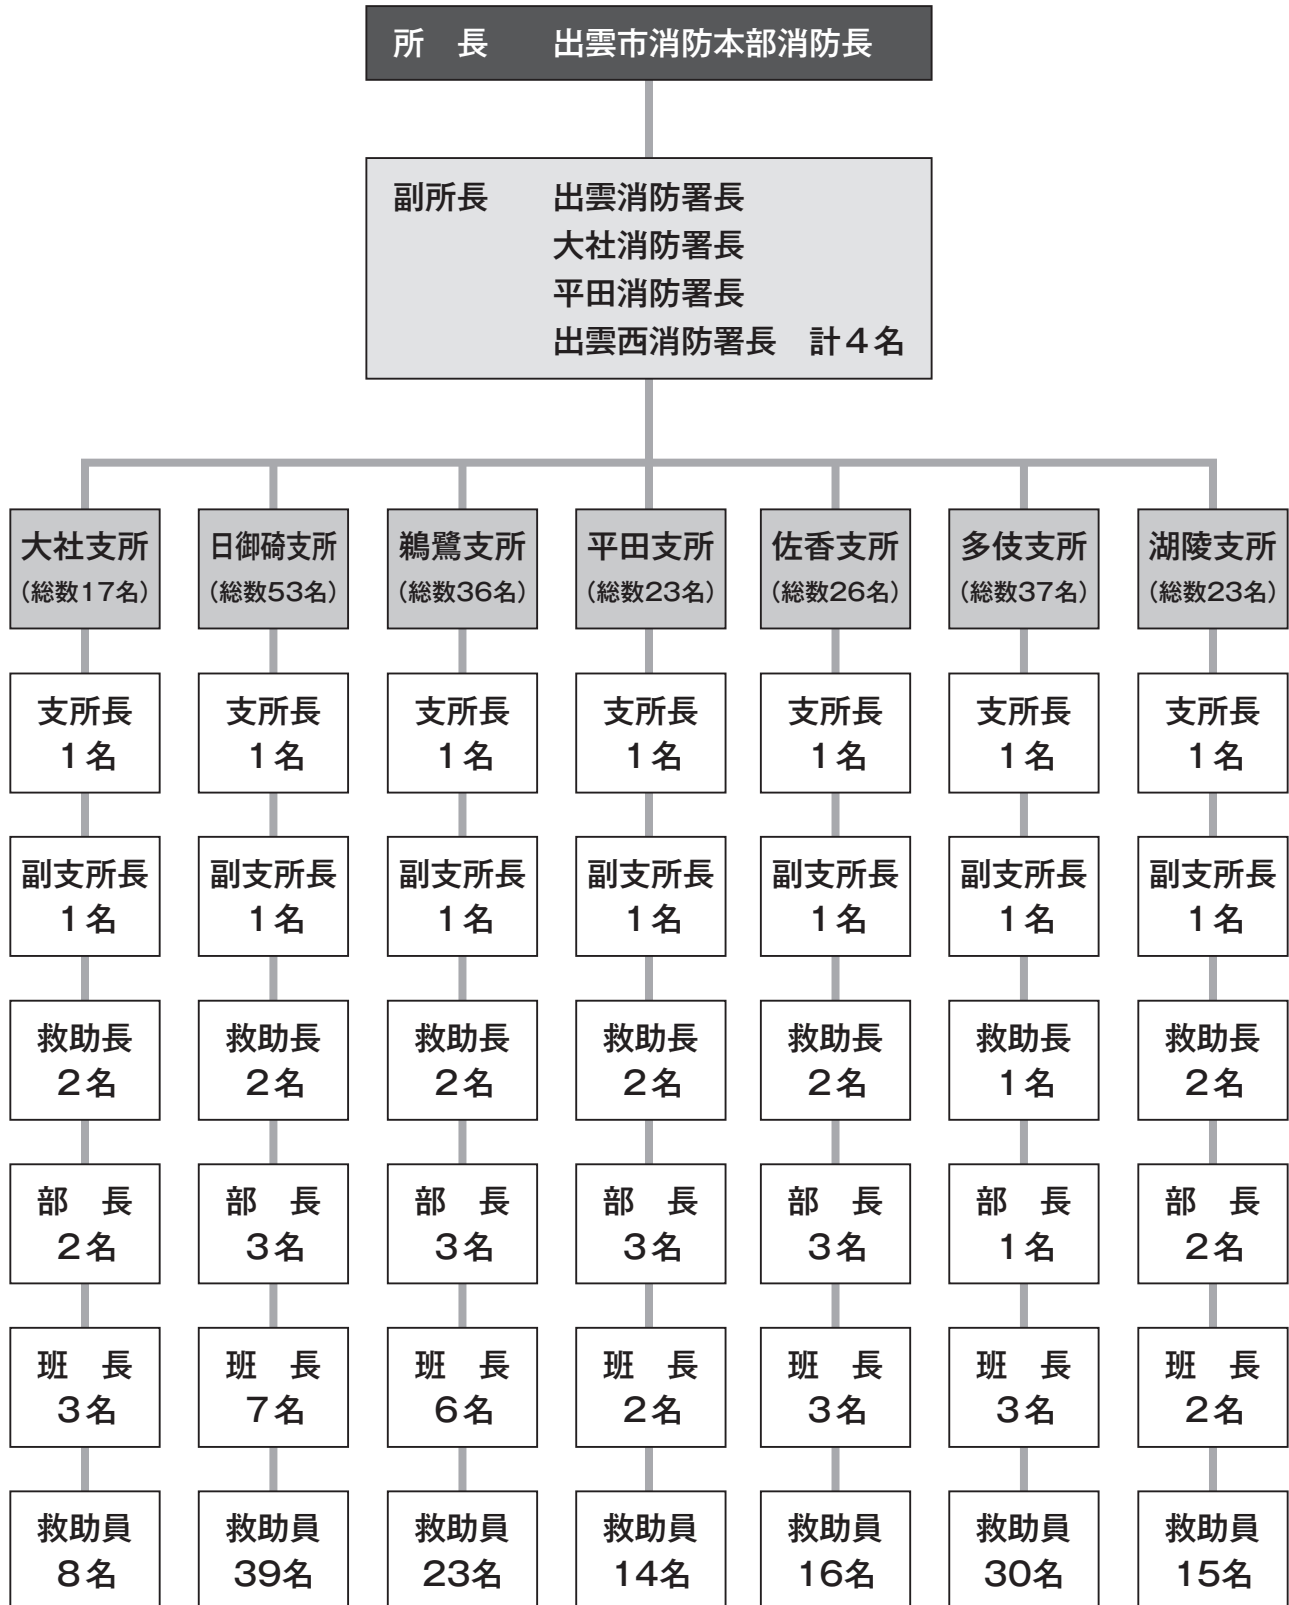 所　長　　出雲市消防本部消防長
副所長　　出雲消防署長
大社消防署長
平田消防署長
出雲西消防署長　計４名
大社支所
（総数17名）
日御碕支所
（総数53名）
鵜鷺支所
（総数36名）
平田支所
（総数23名）
佐香支所
（総数26名）
多伎支所
（総数37名）
湖陵支所
（総数23名）
支所長
１名
支所長
１名
支所長
１名
支所長
１名
支所長
１名
支所長
１名
支所長
１名
副支所長
１名
副支所長
１名
副支所長
１名
副支所長
１名
副支所長
１名
副支所長
１名
副支所長
１名
救助長
２名
救助長
２名
救助長
２名
救助長
２名
救助長
２名
救助長
１名
救助長
２名
部　長
２名
部　長
３名
部　長
３名
部　長
３名
部　長
３名
部　長
１名
部　長
２名
班　長
３名
班　長
７名
班　長
６名
班　長
２名
班　長
３名
班　長
３名
班　長
２名
救助員
８名
救助員
39名
救助員
23名
救助員
14名
救助員
16名
救助員
30名
救助員
15名